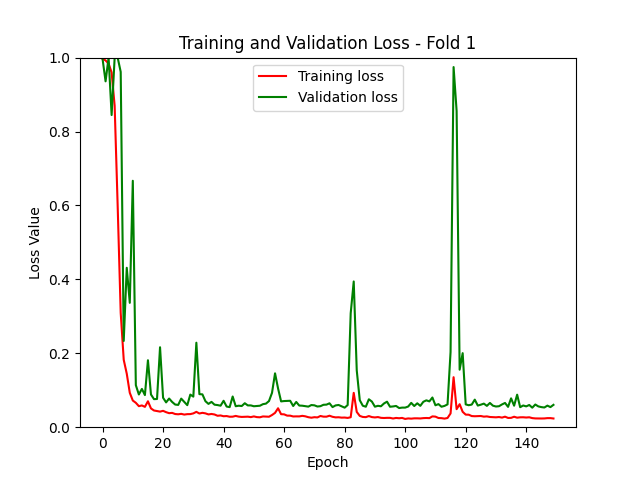 Training and Validation Loss - Fold 1
Training loss
Validation loss
1.0
0.8
0.6
0.4
0.2
0.0
Loss Value
0 20 40 60 80 100 120 140
Epoch